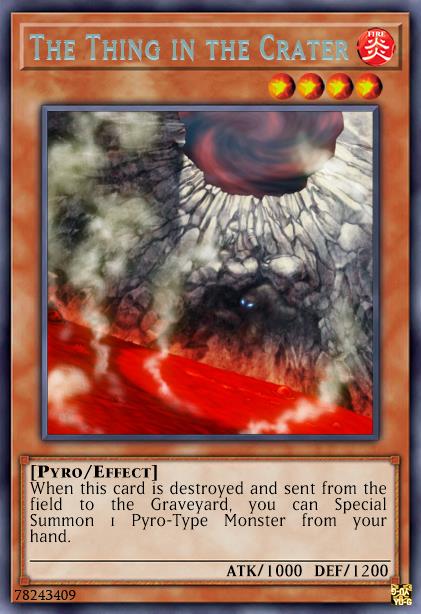 The Thing in the Crater
FIRE
炎
[Pyro/Effect]
When this card is destroyed and sent from the
field to the Graveyard, you can Special
Summon 1 Pyro-Type Monster from your
hand.
ATK/1000 DEF/1200
78243409